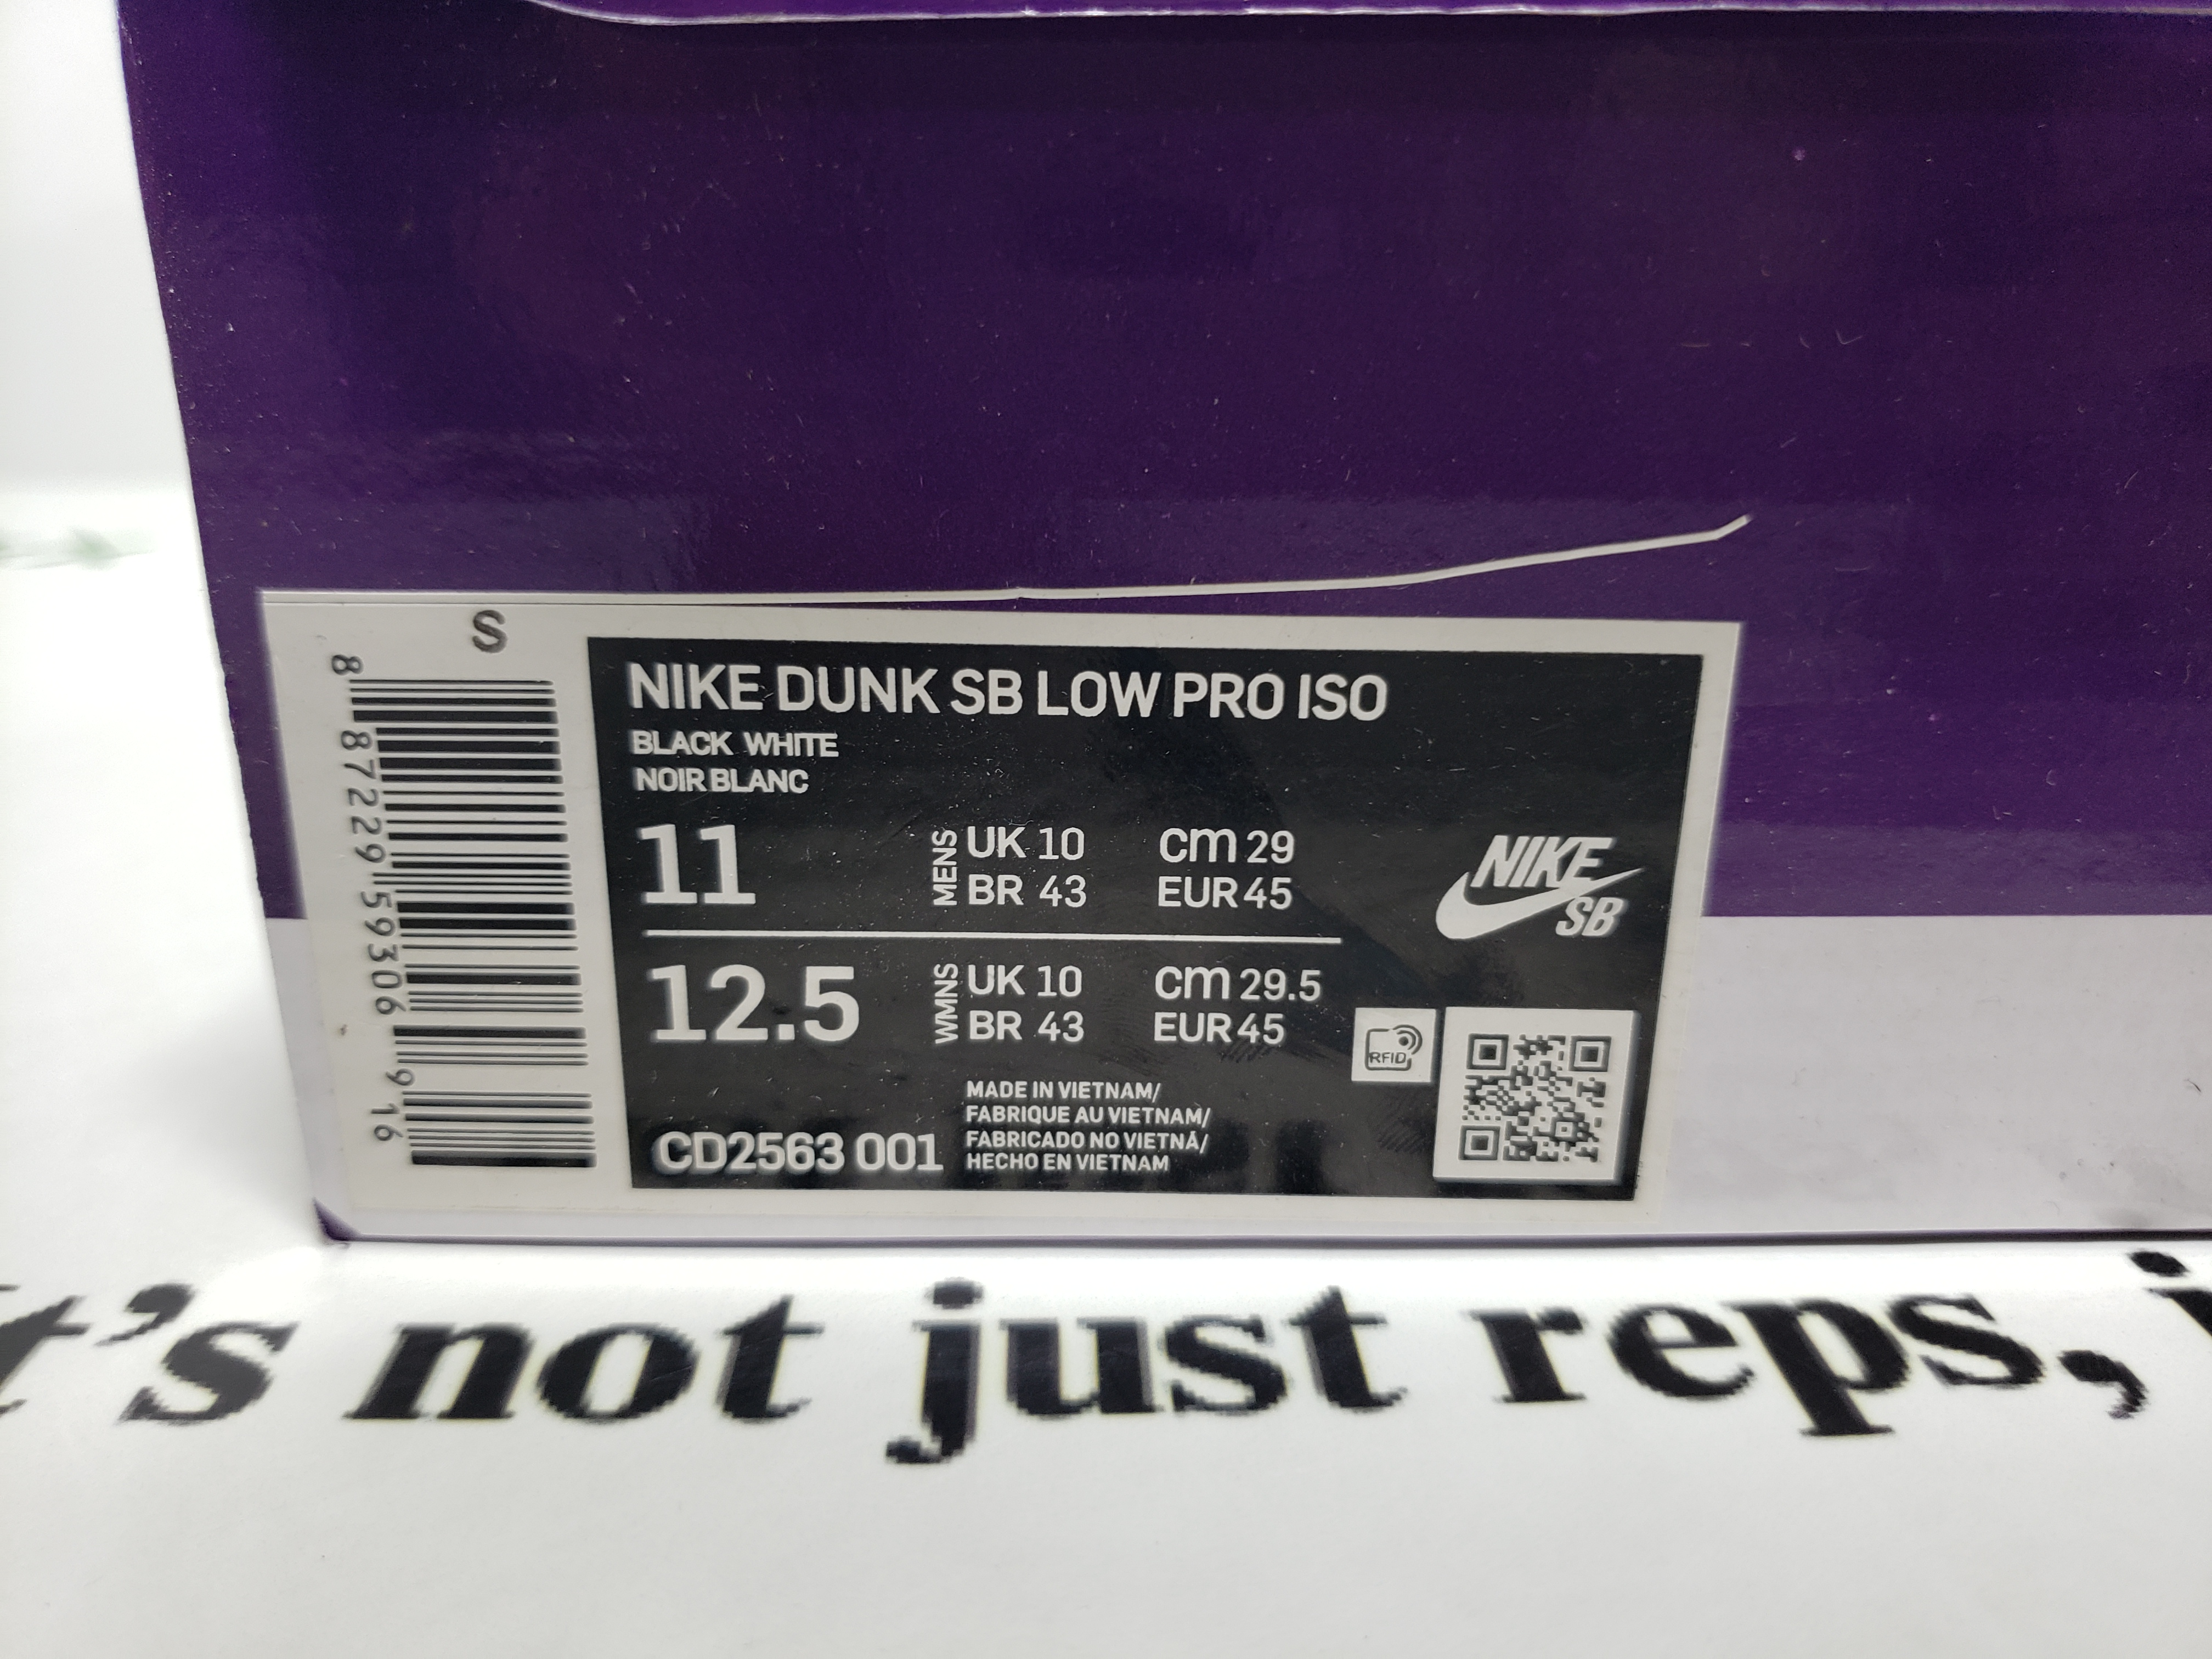 S
8 87229 59306 9 16
NIKE DUNK SB LOW PRO ISO
BLACK WHITE
NOIR BLANC
11
MENS
UK 10
cm 29
BR 43
EUR 45
NIKE
SB
12.5
WMNS
UK 10
cm 29.5
BR 43
EUR 45
RFID
CD2563 001
MADE IN VIETNAM/
FABRIQUE AU VIETNAM/
FABRICADO NO VIETNÃ/
HECHO EN VIETNAM
t's not just reps, i